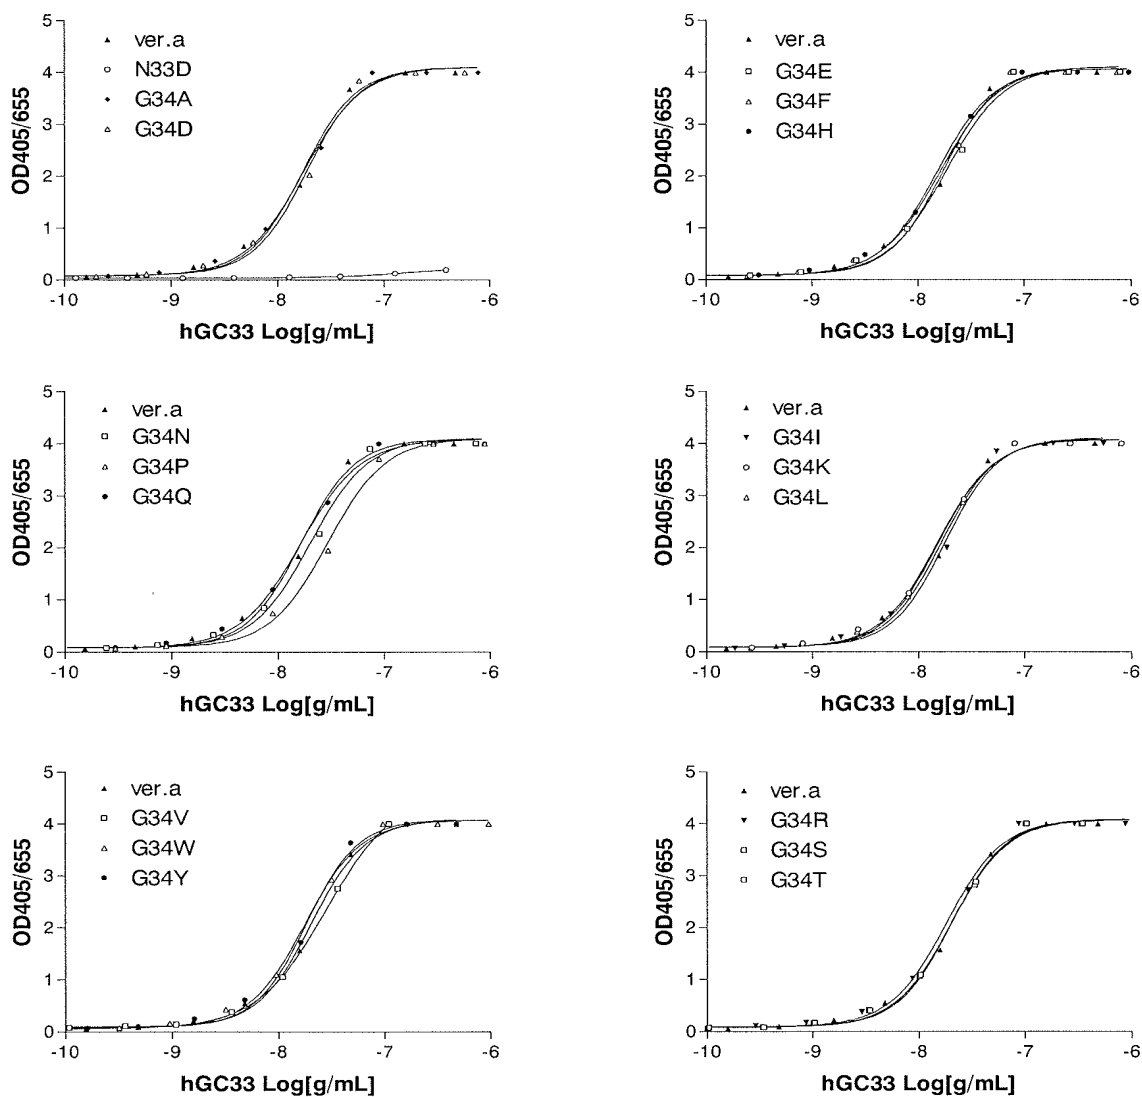 ver.a
N33D
G34A
G34D
OD405/655
5
4
3
2
1
0
-10 -9 -8 -7 -6
hGC33 Log[g/mL]
ver.a
G34E
G34F
G34H
OD405/655
5
4
3
2
1
0
-10 -9 -8 -7 -6
hGC33 Log[g/mL]
ver.a
G34N
G34P
G34Q
OD405/655
5
4
3
2
1
0
-10 -9 -8 -7 -6
hGC33 Log[g/mL]
ver.a
G34I
G34K
G34L
OD405/655
5
4
3
2
1
0
-10 -9 -8 -7 -6
hGC33 Log[g/mL]
ver.a
G34V
G34W
G34Y
OD405/655
5
4
3
2
1
0
-10 -9 -8 -7 -6
hGC33 Log[g/mL]
ver.a
G34R
G34S
G34T
OD405/655
5
4
3
2
1
0
-10 -9 -8 -7 -6
hGC33 Log[g/mL]